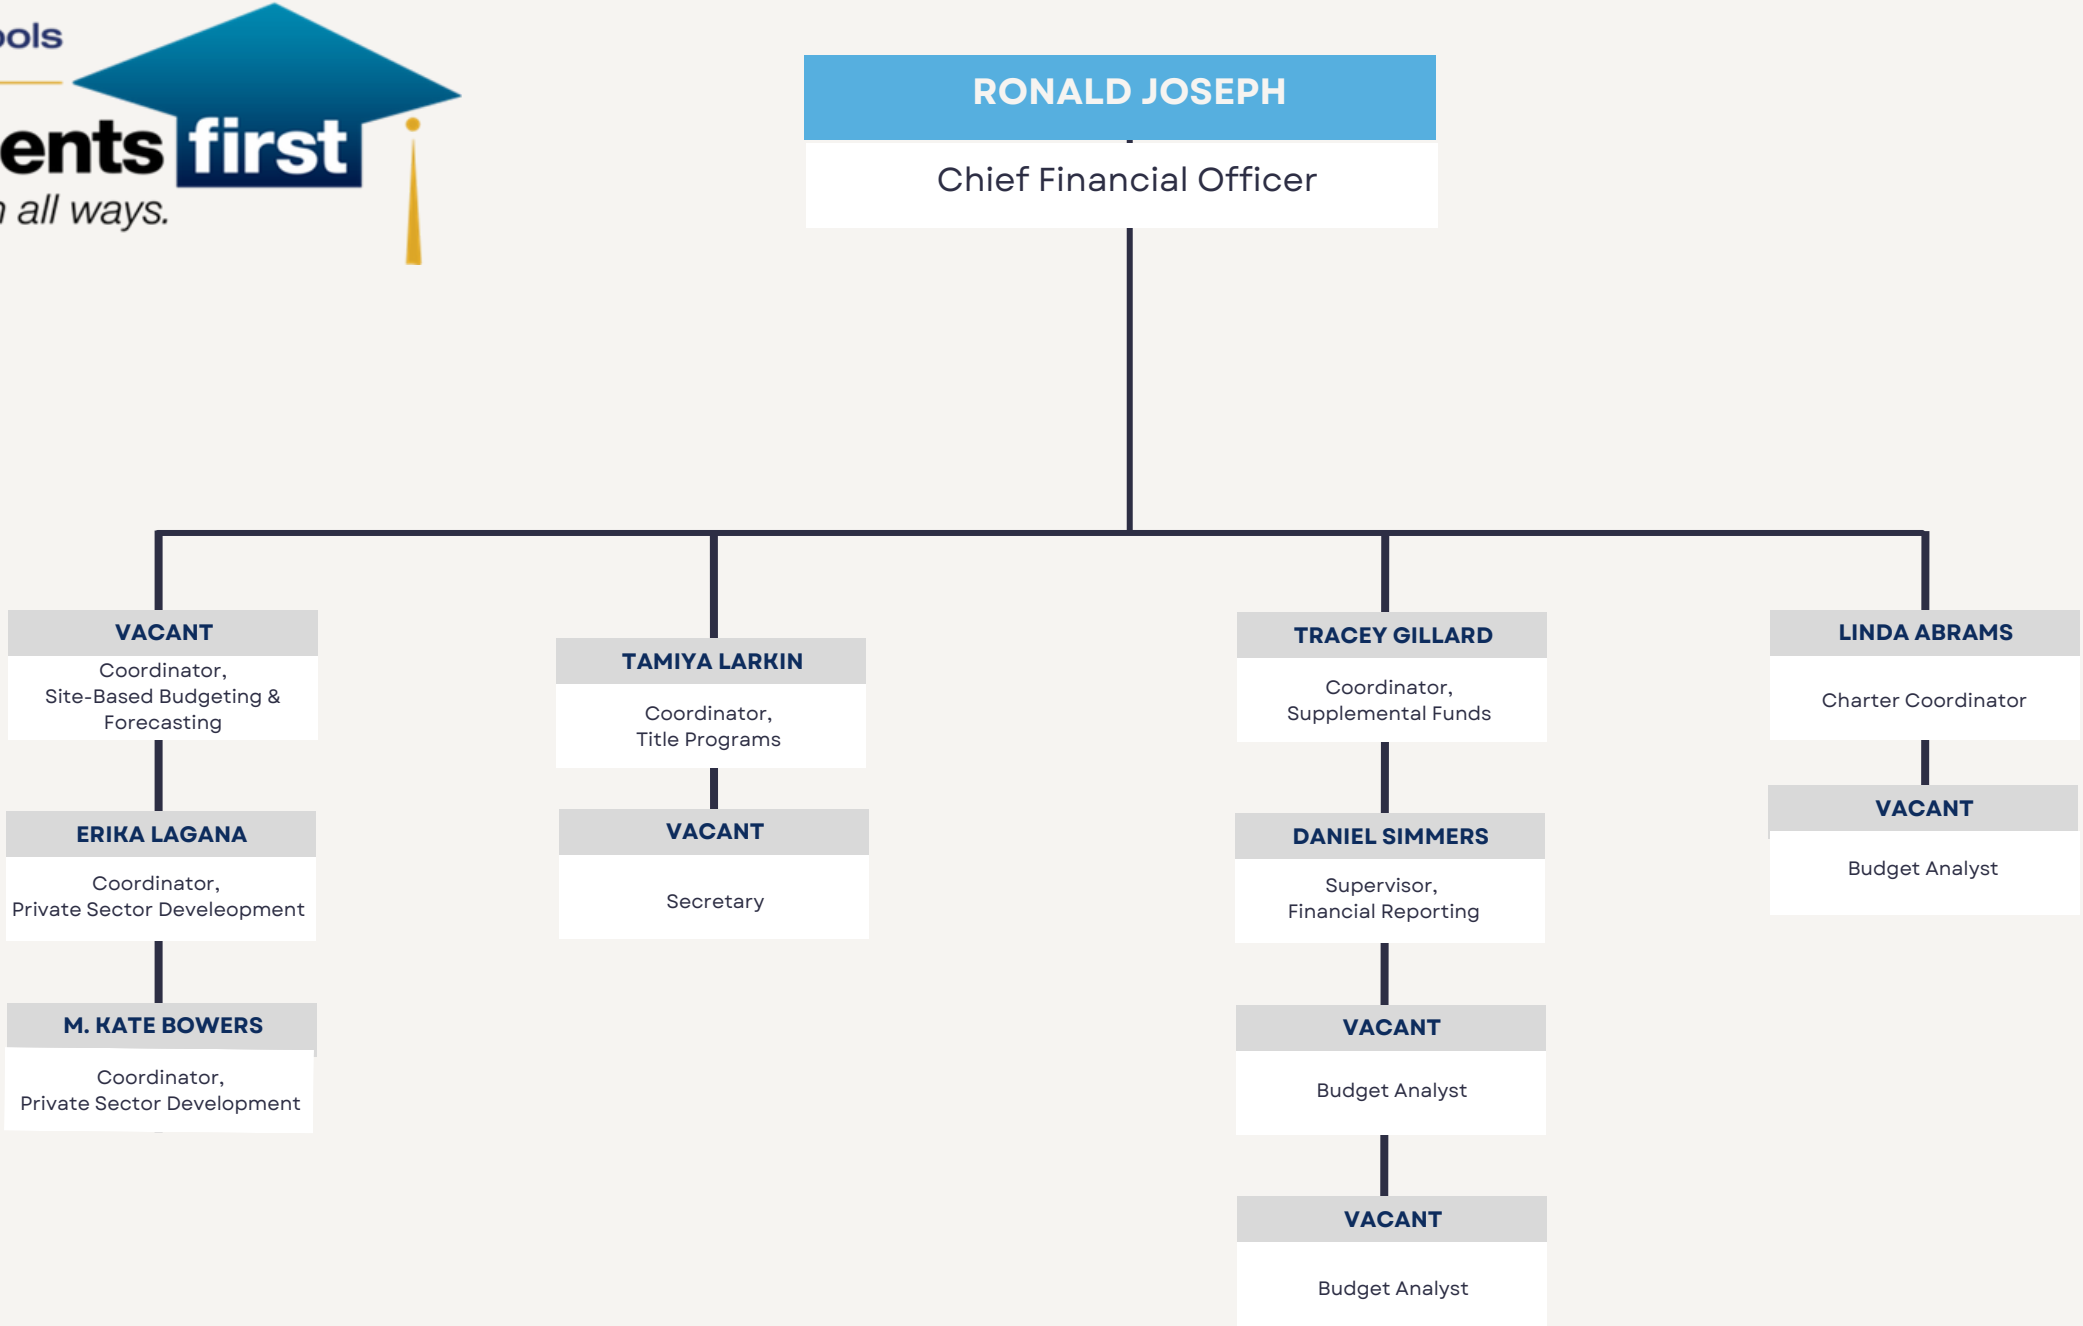 ools
ents first
n all ways.
RONALD JOSEPH
Chief Financial Officer
VACANT
Coordinator,
Site-Based Budgeting &
Forecasting
ERIKA LAGANA
Coordinator,
Private Sector Develeopment
M. KATE BOWERS
Coordinator,
Private Sector Development
TAMIYA LARKIN
Coordinator,
Title Programs
VACANT
Secretary
TRACEY GILLARD
Coordinator,
Supplemental Funds
DANIEL SIMMERS
Supervisor,
Financial Reporting
VACANT
Budget Analyst
VACANT
Budget Analyst
LINDA ABRAMS
Charter Coordinator
VACANT
Budget Analyst